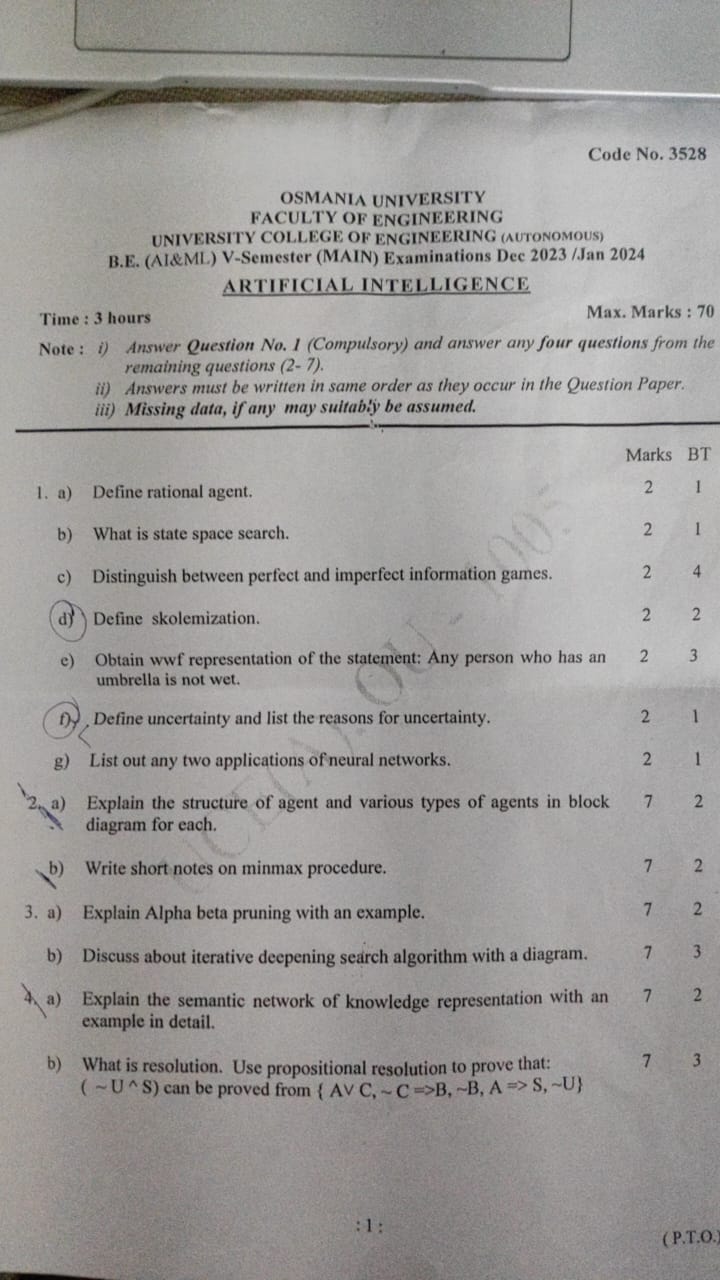 Code No. 3528
OSMANIA UNIVERSITY
FACULTY OF ENGINEERING
UNIVERSITY COLLEGE OF ENGINEERING (AUTONOMOUS)
B.E. (AI&ML) V-Semester (MAIN) Examinations Dec 2023 /Jan 2024
ARTIFICIAL INTELLIGENCE
Time : 3 hours Max. Marks : 70
Note : i) Answer Question No. 1 (Compulsory) and answer any four questions from the
remaining questions (2- 7).
ii) Answers must be written in same order as they occur in the Question Paper.
iii) Missing data, if any may suitably be assumed.
Marks BT
1. a) Define rational agent. 2 1
b) What is state space search. 2 1
c) Distinguish between perfect and imperfect information games. 2 4
d) Define skolemization. 2 2
e) Obtain wwf representation of the statement: Any person who has an 2 3
umbrella is not wet.
f) Define uncertainty and list the reasons for uncertainty. 2 1
g) List out any two applications of neural networks. 2 1
2. a) Explain the structure of agent and various types of agents in block 7 2
diagram for each.
b) Write short notes on minmax procedure. 7 2
3. a) Explain Alpha beta pruning with an example. 7 2
b) Discuss about iterative deepening search algorithm with a diagram. 7 3
4. a) Explain the semantic network of knowledge representation with an 7 2
example in detail.
b) What is resolution. Use propositional resolution to prove that: 7 3
( ~U ^ S) can be proved from { AV C, ~ C =>B, ~B, A => S, ~U}
:1:
(P.T.O.)